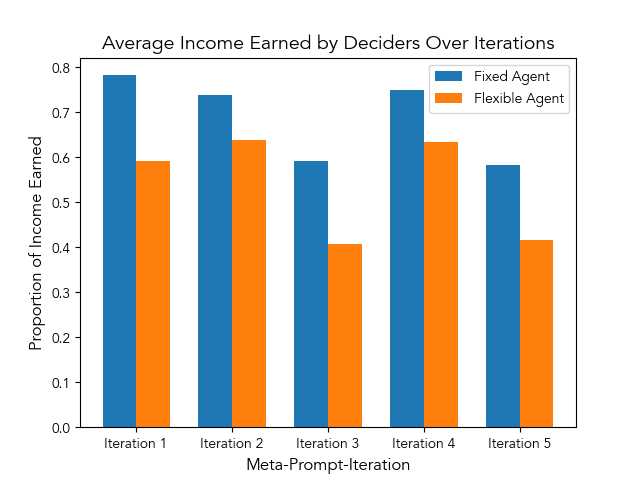 Average Income Earned by Deciders Over Iterations
Fixed Agent
Flexible Agent
Proportion of Income Earned
0.8
0.7
0.6
0.5
0.4
0.3
0.2
0.1
0.0
Iteration 1
Iteration 2
Iteration 3
Iteration 4
Iteration 5
Meta-Prompt-Iteration